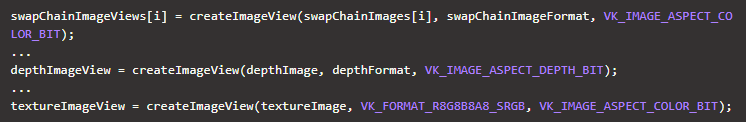 swapChainImageViews[i] = createImageView(swapChainImages[i], swapChainImageFormat, VK_IMAGE_ASPECT_CO
LOR_BIT);
...
depthImageView = createImageView(depthImage, depthFormat, VK_IMAGE_ASPECT_DEPTH_BIT);
...
textureImageView = createImageView(textureImage, VK_FORMAT_R8G8B8A8_SRGB, VK_IMAGE_ASPECT_COLOR_BIT);